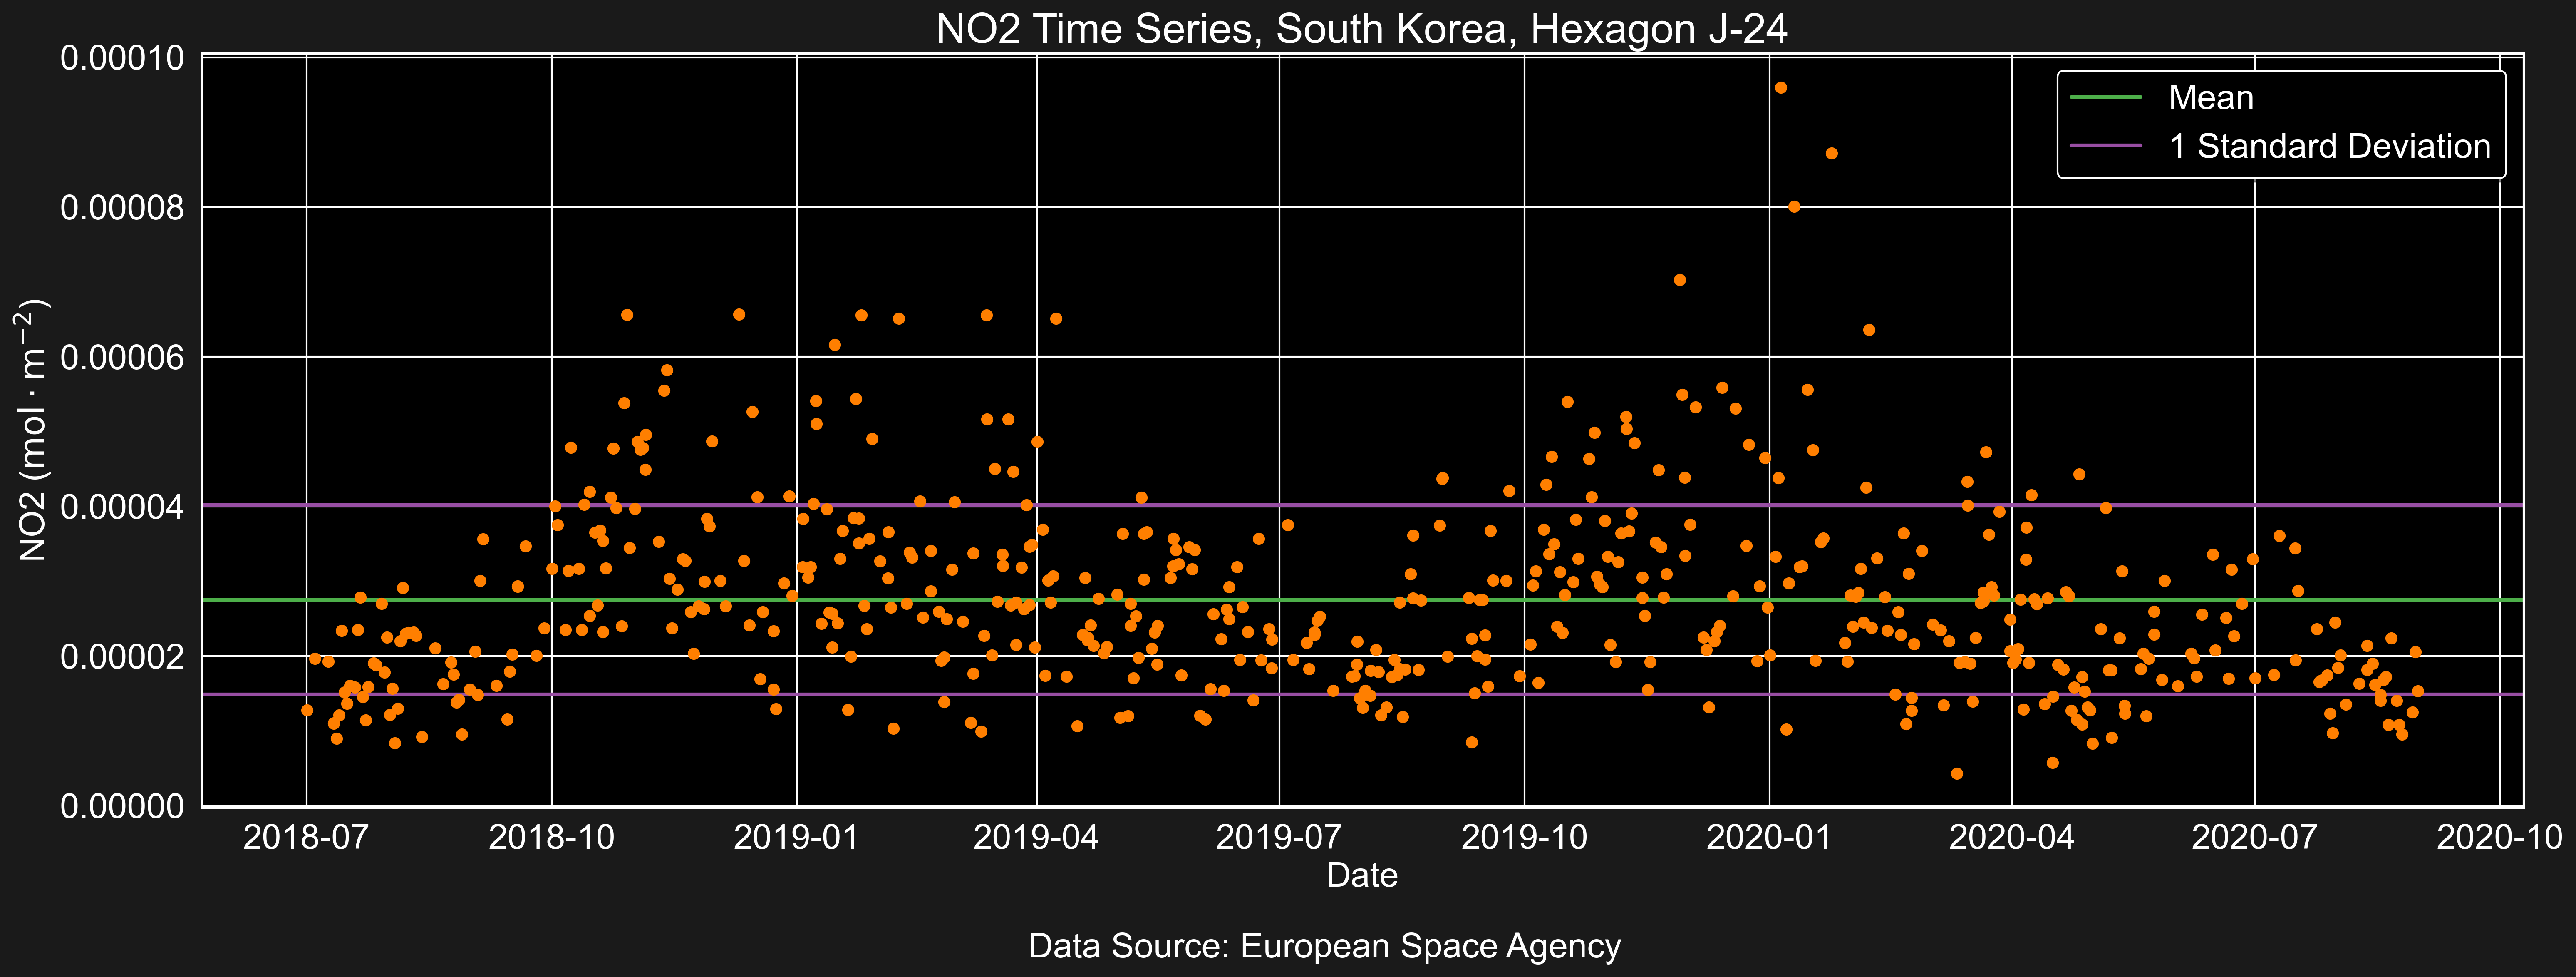 NO2 Time Series, South Korea, Hexagon J-24
0.00010
0.00008
0.00006
0.00004
0.00002
0.00000
NO2 (mol · m⁻²)
Mean
1 Standard Deviation
2018-07 2018-10 2019-01 2019-04 2019-07 2019-10 2020-01 2020-04 2020-07 2020-10
Date
Data Source: European Space Agency